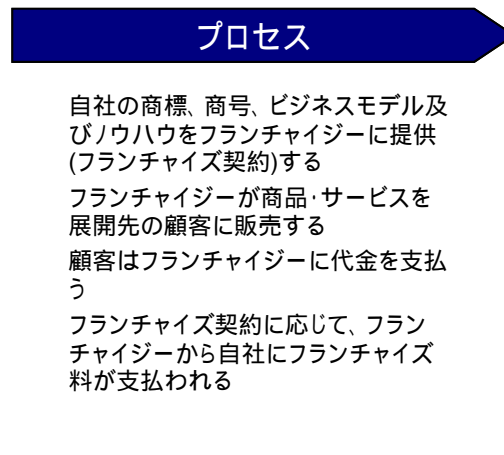 プロセス
自社の商標、商号、ビジネスモデル及
びノウハウをフランチャイジーに提供
(フランチャイズ契約)する
フランチャイジーが商品・サービスを
展開先の顧客に販売する
顧客はフランチャイジーに代金を支払
う
フランチャイズ契約に応じて、フラン
チャイジーから自社にフランチャイズ
料が支払われる